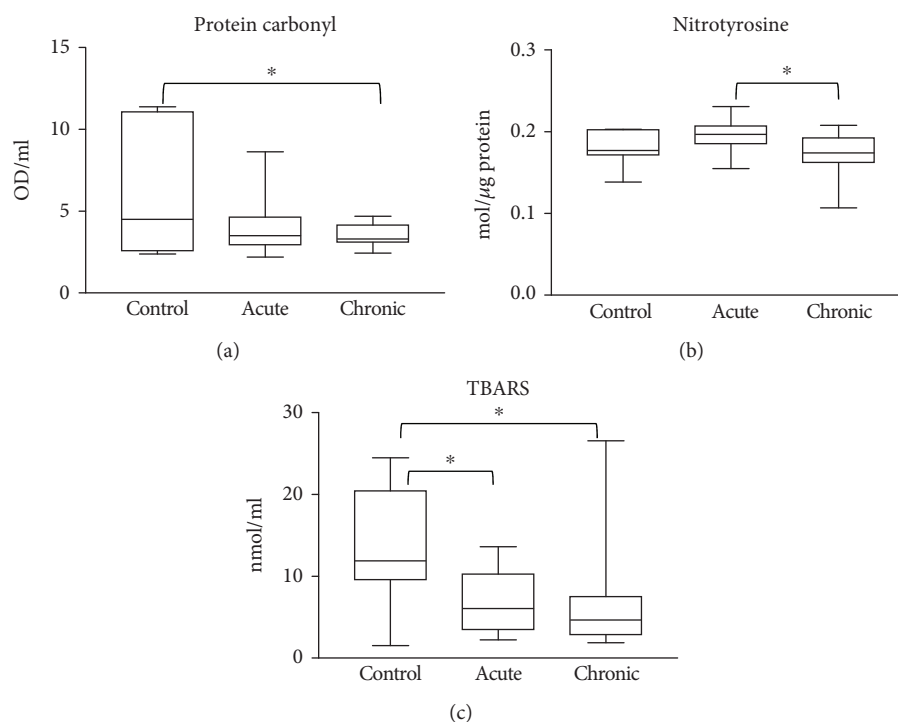 Protein carbonyl
15
10
5
0
OD/ml
*
Control Acute Chronic
(a)
Nitrotyrosine
0.3
0.2
0.1
0.0
mol/μg protein
*
Control Acute Chronic
(b)
TBARS
30
20
10
0
nmol/ml
*
*
Control Acute Chronic
(c)